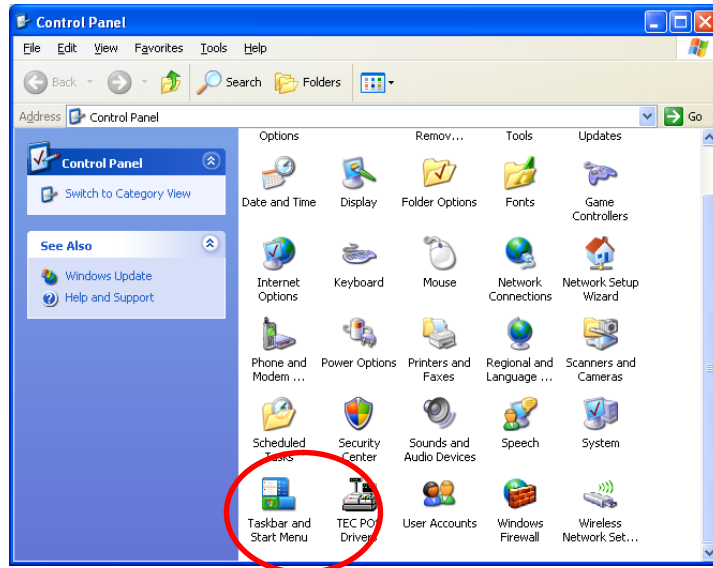 Control Panel
File Edit View Favorites Tools Help
Back Search Folders
Address Control Panel Go
Control Panel
Switch to Category View
See Also
Windows Update
Help and Support
Options Remov... Tools Updates
Date and Time Display Folder Options Fonts Game
Controllers
Internet Keyboard Mouse Network Network Setup
Options Connections Wizard
Phone and Power Options Printers and Regional and Scanners and
Modem ... Faxes Language ... Cameras
Scheduled Security Sounds and Speech System
Tasks Center Audio Devices
Taskbar and TEC POS User Accounts Windows Wireless
Start Menu Drivers Firewall Network Set...